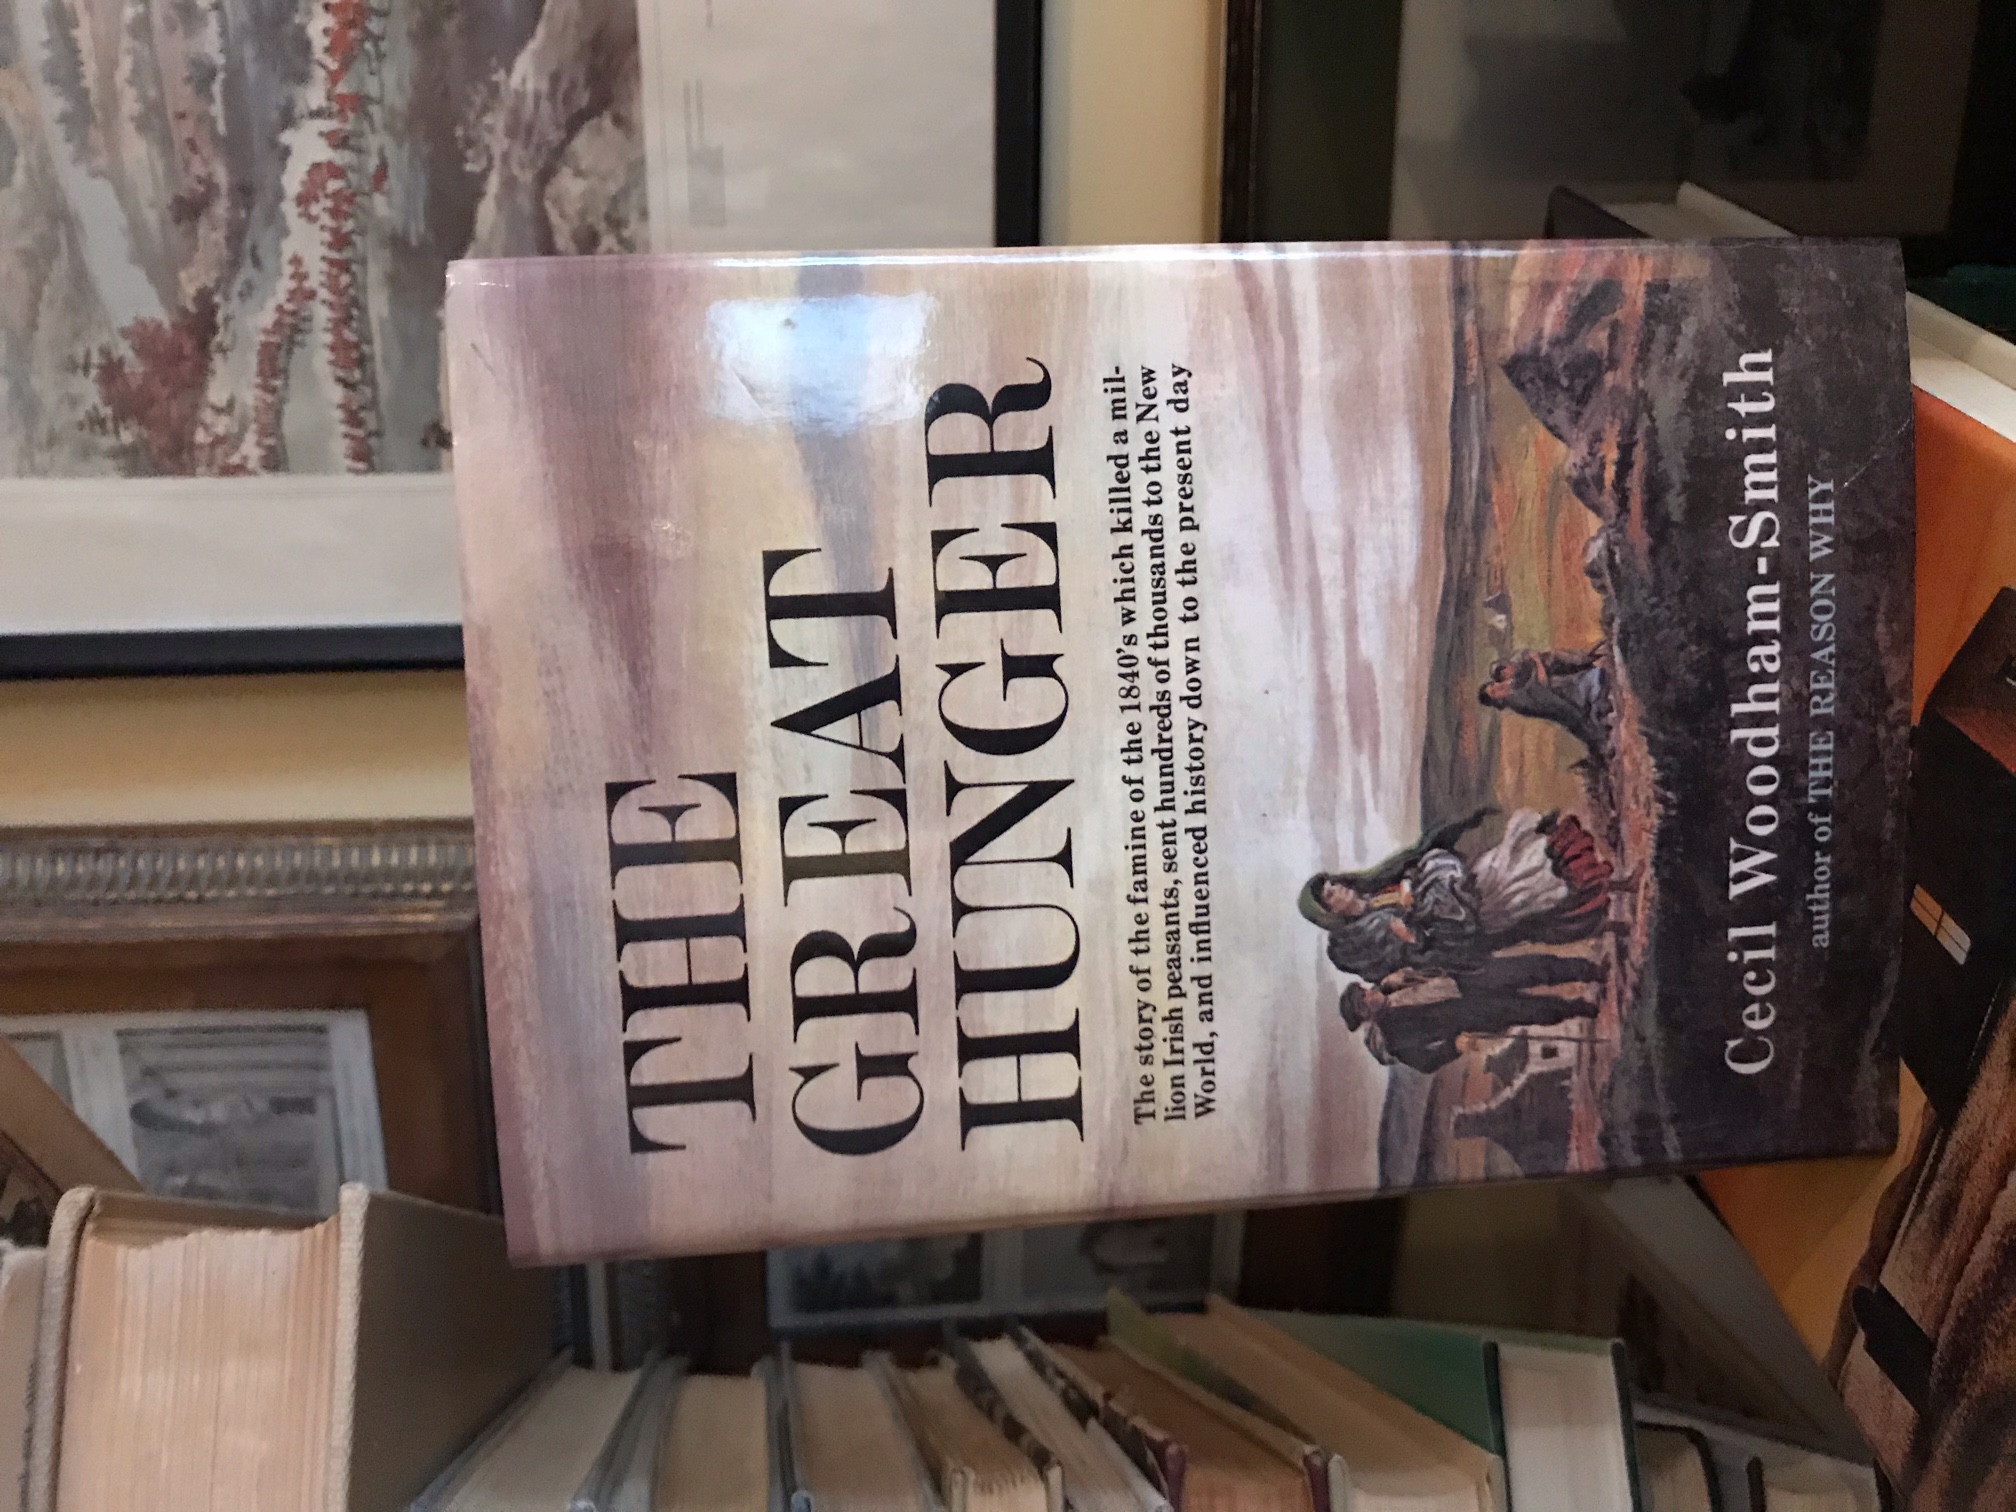 THE
GREAT
HUNGER
The story of the famine of the 1840's which killed a mil-
lion Irish peasants, sent hundreds of thousands to the New
World, and influenced history down to the present day
Cecil Woodham-Smith
author of THE REASON WHY